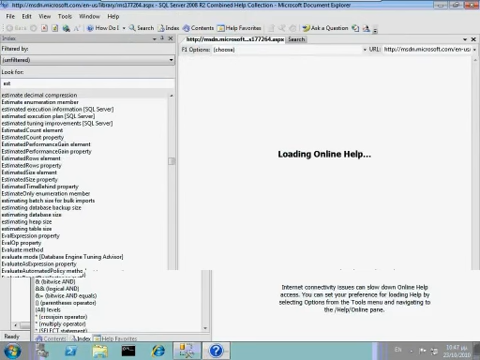 http://msdn.microsoft.com/en-us/library/ms177264.aspx - SQL Server 2008 R2 Combined Help Collection - Microsoft Document Explorer
File Edit View Tools Window Help
How Do I Search Index Help Favorites Ask a Question
Index
Filtered by:
(unfiltered)
Look for:
est
estimate decimal compression
Estimate enumeration member
estimated execution information [SQL Server]
estimated execution plan [SQL Server]
estimated tuning improvements [SQL Server]
EstimatedCount element
EstimatedCount property
EstimatedPerformanceGain element
EstimatedPerformanceGain property
EstimatedRows element
EstimatedRows property
EstimatedSize element
EstimatedSize property
EstimatedTimeBehind property
EstimateOnly enumeration member
estimating batch size for bulk imports
estimating database backup size
estimating database size
estimating heap size
estimating table size
EvalExpression property
EvalOp property
Evaluate method
evaluate mode [Database Engine Tuning Advisor]
EvaluateAsExpression property
EvaluateAutomatedPolicy method
& (bitwise AND)
&& (logical AND)
&= (bitwise AND equals)
() (parentheses operator)
(All) levels
* (crossjoin operator)
* (multiply operator)
* (SELECT statement)
Contents Index Help Favorites
Ready
http://msdn.microsoft...s177264.aspx Search
F1 Options: (choose) URL: http://msdn.microsoft.com/en-us
Loading Online Help...
Internet connectivity issues can slow down Online Help
access. You can set your preference for loading Help by
selecting Options from the Tools menu and navigating to
the /Help/Online pane.
EN
10:47 μμ
20/10/2010